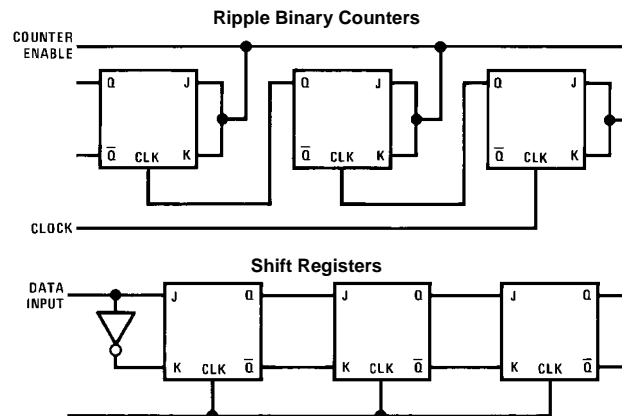 Ripple Binary Counters
COUNTER
ENABLE
Q J Q J Q J
Q̅ CLK K Q̅ CLK K Q̅ CLK K
CLOCK
Shift Registers
DATA
INPUT
J Q J Q J Q
K CLK Q̅ K CLK Q̅ K CLK Q̅